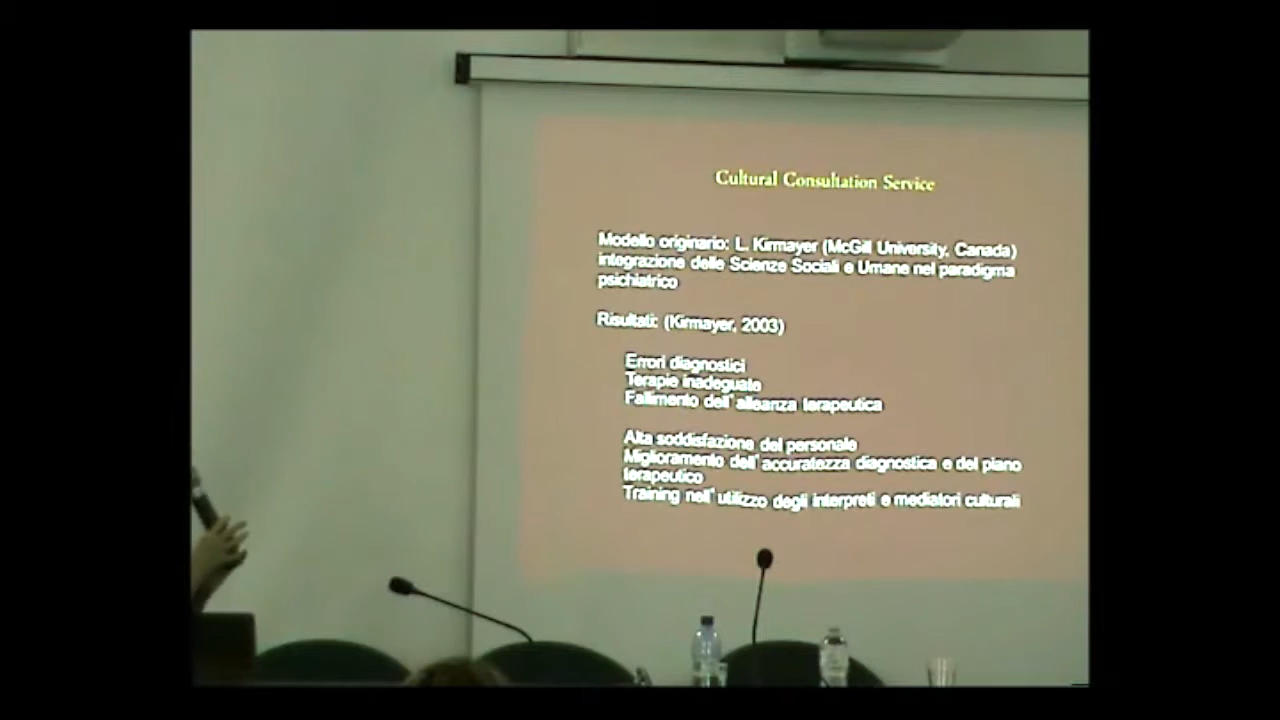 Cultural Consultation Service
Modello originario: L. Kirmayer (McGill University, Canada)
integrazione delle Scienze Sociali e Umane nel paradigma
psichiatrico
Risultati: (Kirmayer, 2003)
Errori diagnostici
Terapie inadeguate
Fallimento dell'alleanza terapeutica
Alta soddisfazione del personale
Miglioramento dell'accuratezza diagnostica e del piano
terapeutico
Training nell'utilizzo degli interpreti e mediatori culturali